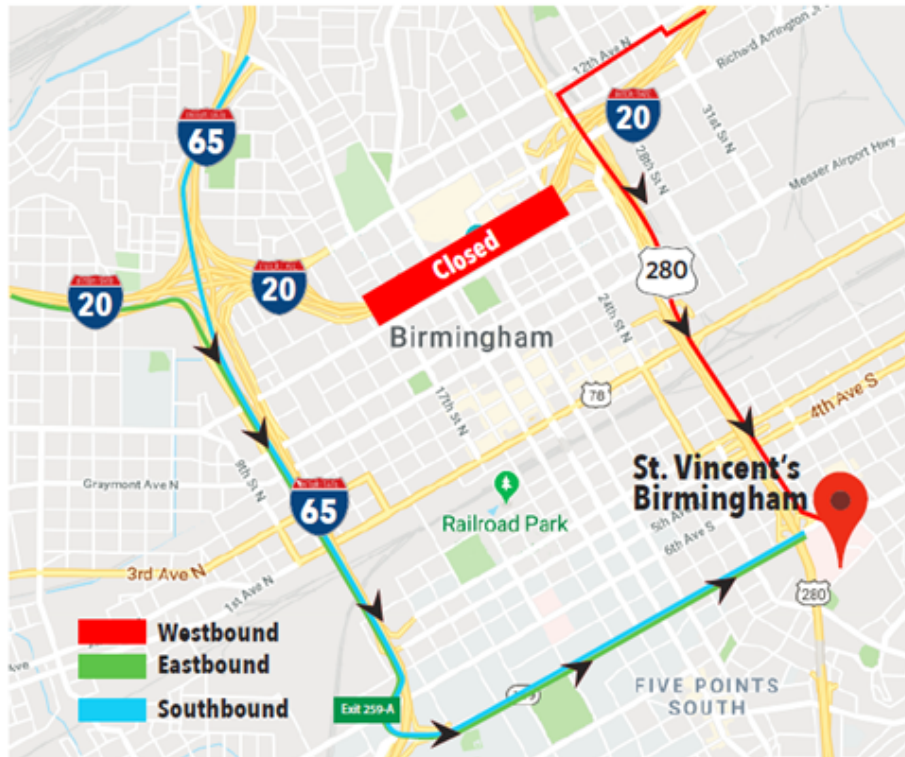 12th Ave N
Richard Arrington Jr
65
20
31st St N
28th St N
Messer Airport Hwy
Closed
280
20
20
Birmingham
24th St N
78
17th St N
4th Ave S
St. Vincent's
Birmingham
Graymont Ave N
9th St N
65
Railroad Park
5th Av
6th Ave S
3rd Ave N
1st Ave N
280
Westbound
Eastbound
Southbound
Ave
Exit 259-A
FIVE POINTS
SOUTH